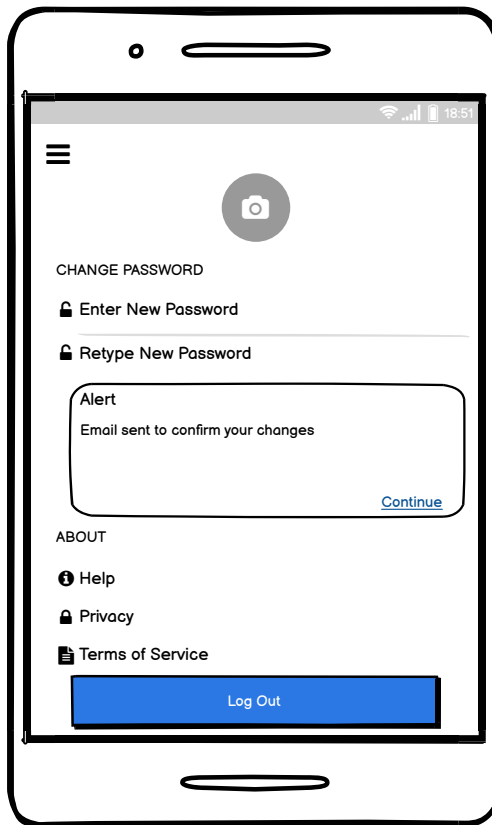 18:51
CHANGE PASSWORD
Enter New Password
Retype New Password
Alert
Email sent to confirm your changes
Continue
ABOUT
Help
Privacy
Terms of Service
Log Out